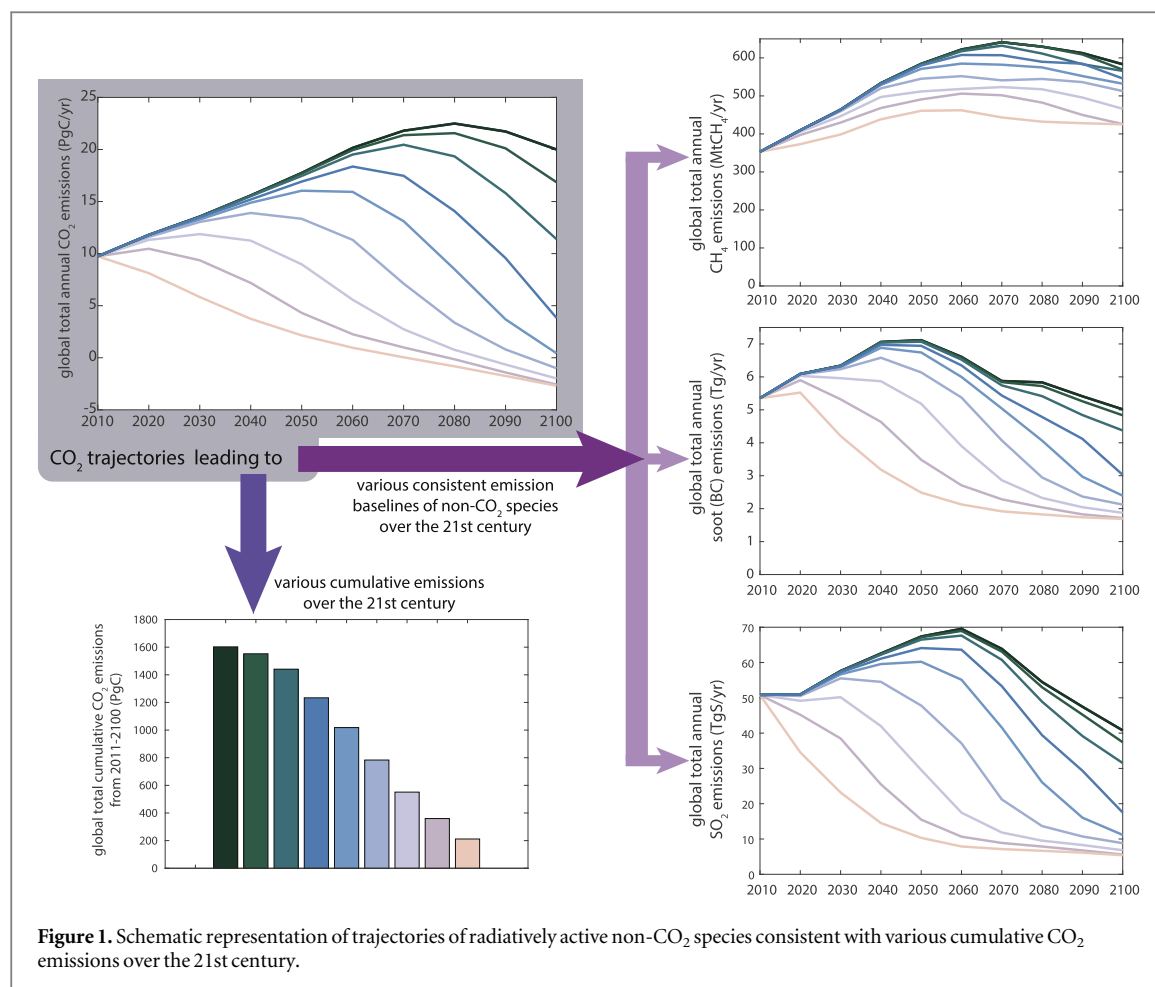 global total annual CO₂ emissions (PgC/yr)
25
20
15
10
5
0
-5
2010 2020 2030 2040 2050 2060 2070 2080 2090 2100
CO₂ trajectories leading to
various consistent emission
baselines of non-CO₂ species
over the 21st century
various cumulative emissions
over the 21st century
global total cumulative CO₂ emissions
from 2011-2100 (PgC)
1800
1600
1400
1200
1000
800
600
400
200
0
global total annual
CH₄ emissions (MtCH₄/yr)
600
500
400
300
200
100
0
2010 2020 2030 2040 2050 2060 2070 2080 2090 2100
global total annual
soot (BC) emissions (Tg/yr)
7
6
5
4
3
2
1
0
2010 2020 2030 2040 2050 2060 2070 2080 2090 2100
global total annual
SO₂ emissions (TgS/yr)
70
60
50
40
30
20
10
0
2010 2020 2030 2040 2050 2060 2070 2080 2090 2100
Figure 1. Schematic representation of trajectories of radiatively active non-CO₂ species consistent with various cumulative CO₂
emissions over the 21st century.